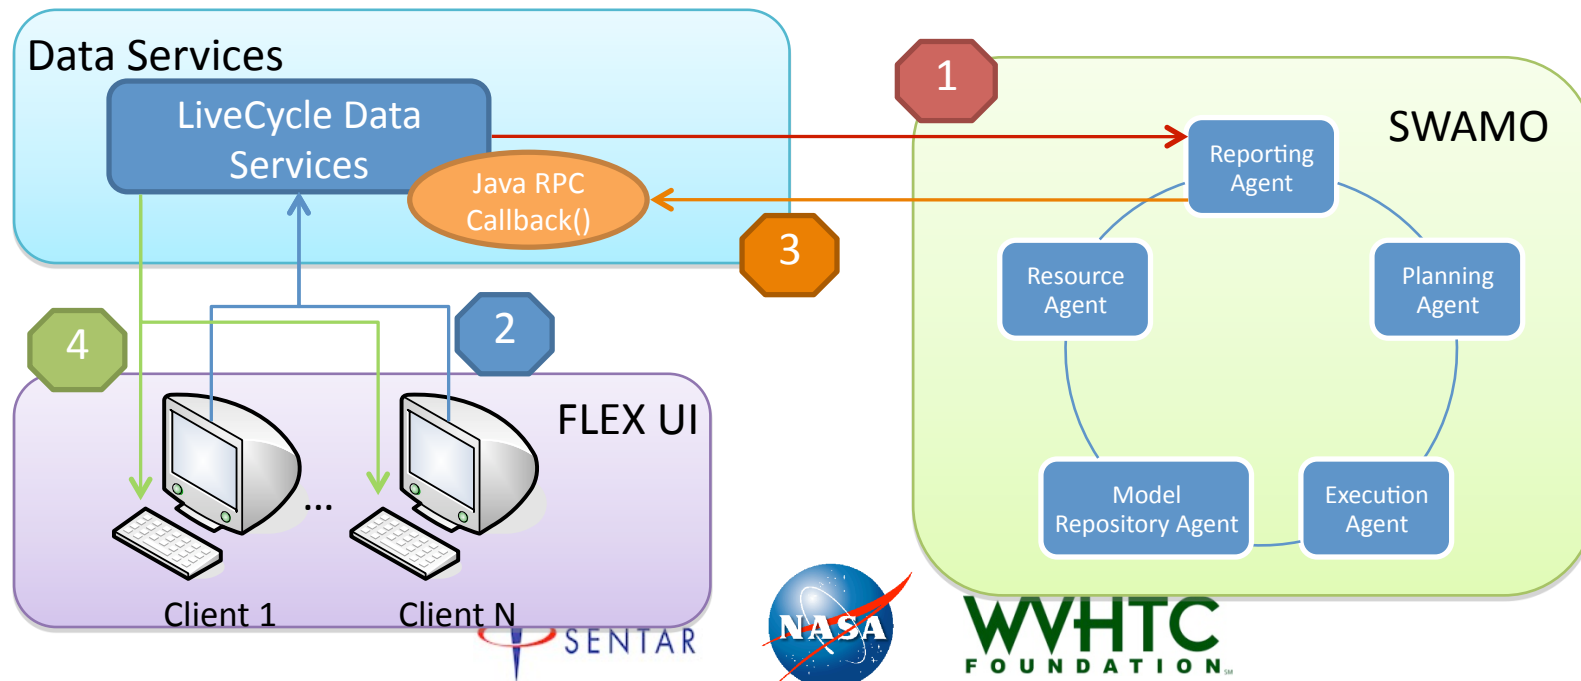 Data Services
LiveCycle Data
Services
Java RPC
Callback()
1
SWAMO
Reporting
Agent
3
Resource
Agent
Planning
Agent
4
2
FLEX UI
...
Model
Repository Agent
Execution
Agent
Client 1
Client N
SENTAR
NASA
WVHTC
FOUNDATION SM